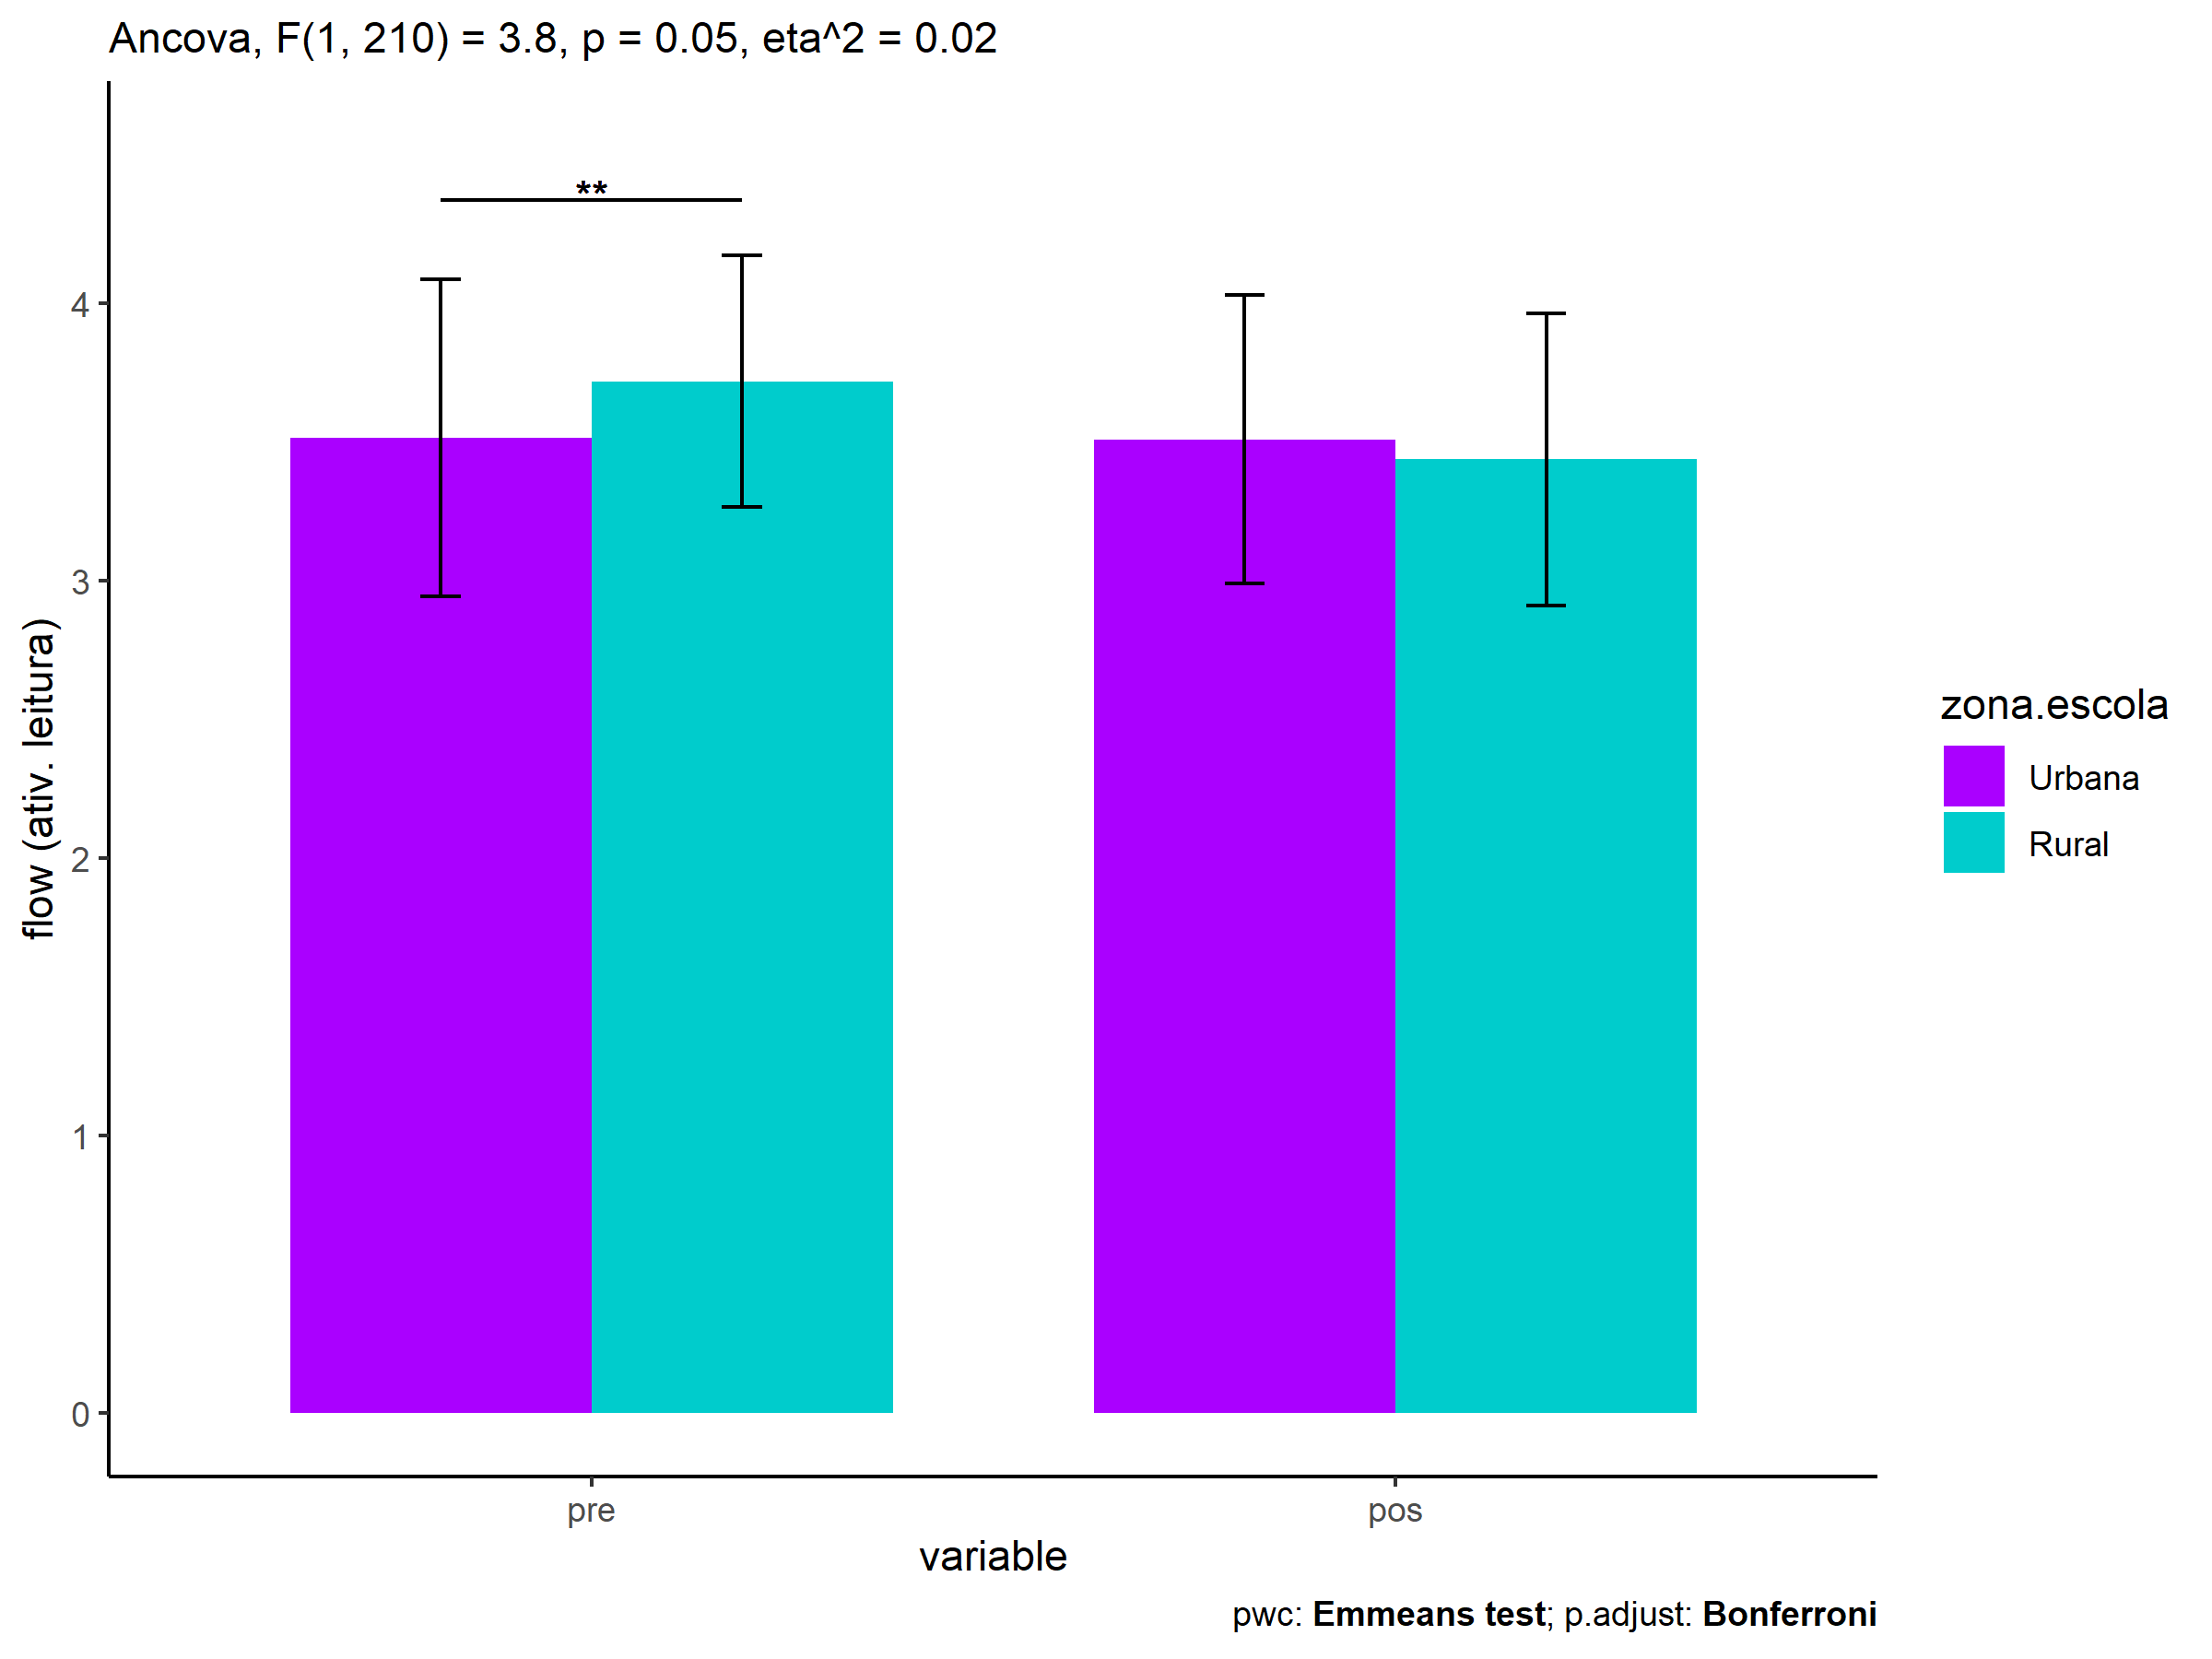 Ancova, F(1, 210) = 3.8, p = 0.05, eta^2 = 0.02
**
4
3
2
1
0
flow (ativ. leitura)
pre
pos
variable
zona.escola
Urbana
Rural
pwc: Emmeans test; p.adjust: Bonferroni